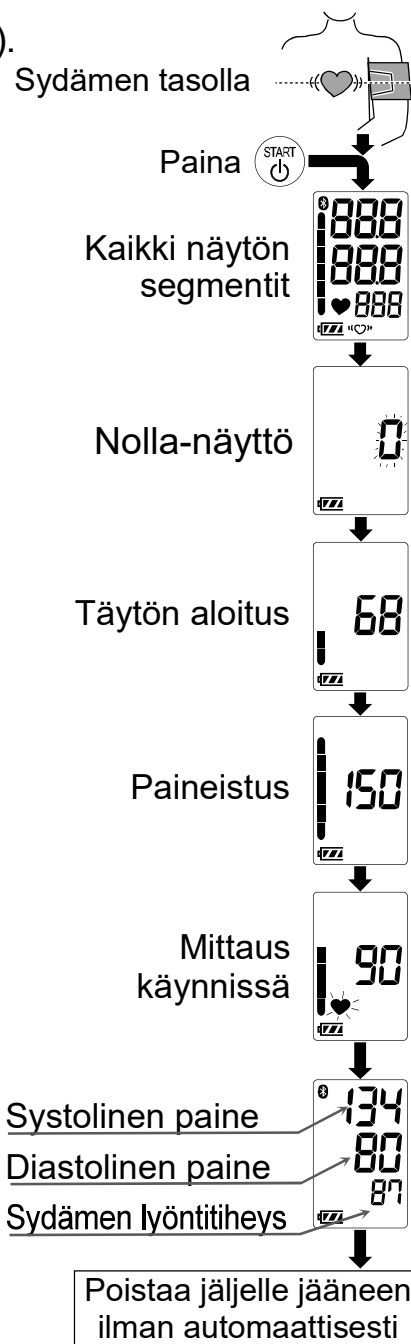 ).
Sydämen tasolla
Paina
START
Kaikki näytön
segmentit
888
888
888
Nolla-näyttö
0
Täytön aloitus
68
Paineistus
150
Mittaus
käynnissä
90
134
Systolinen paine
80
Diastolinen paine
87
Sydämen lyöntitiheys
Poistaa jäljelle jääneen
ilman automaattisesti